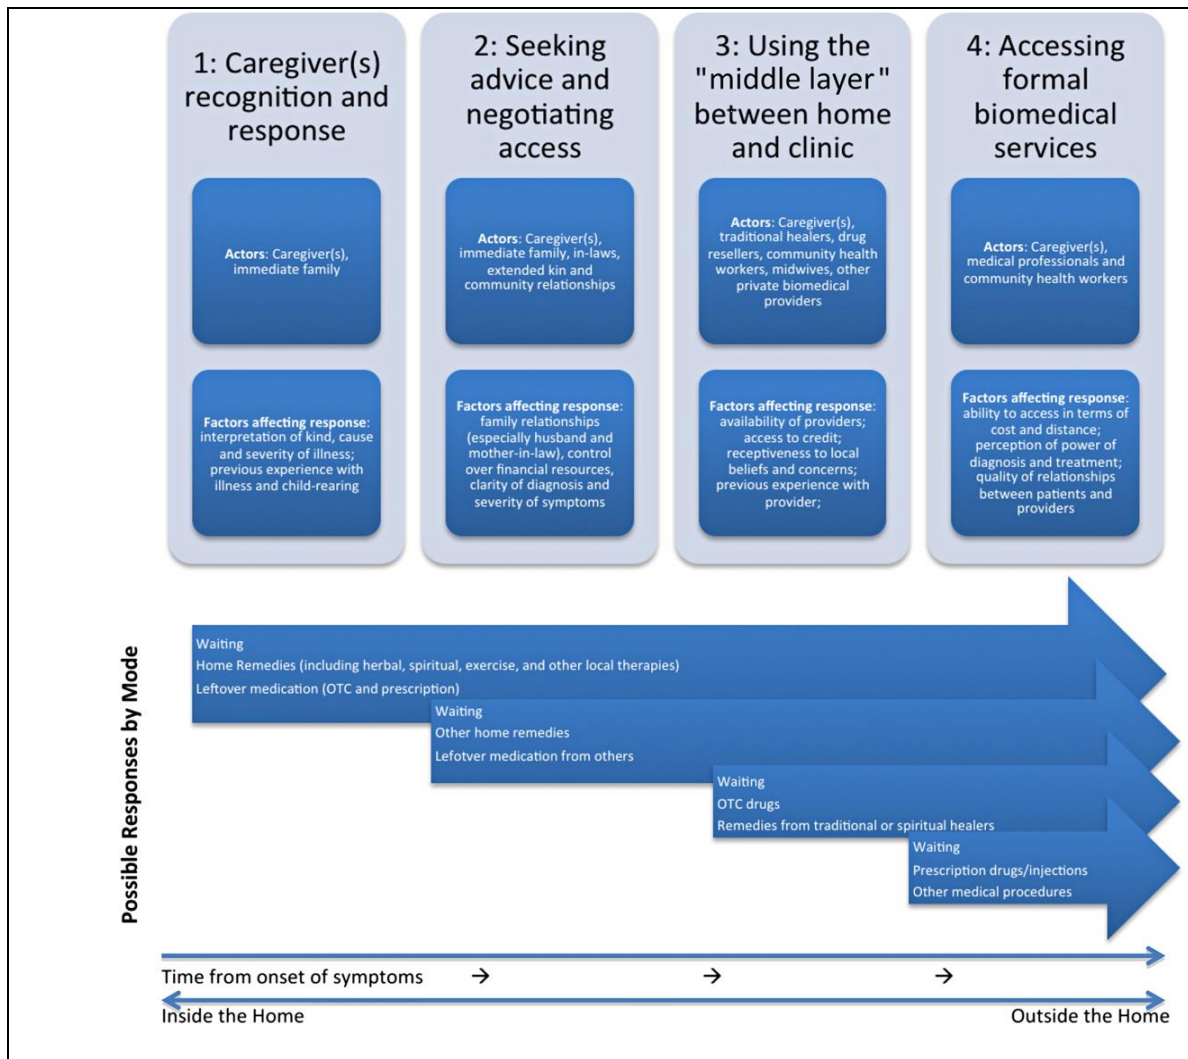 1: Caregiver(s)
recognition and
response
Actors: Caregiver(s),
immediate family
Factors affecting response:
interpretation of kind, cause
and severity of illness;
previous experience with
illness and child-rearing
2: Seeking
advice and
negotiating
access
Actors: Caregiver(s),
immediate family, in-laws,
extended kin and
community relationships
Factors affecting response:
family relationships
(especially husband and
mother-in-law), control
over financial resources,
clarity of diagnosis and
severity of symptoms
3: Using the
"middle layer"
between home
and clinic
Actors: Caregiver(s),
traditional healers, drug
resellers, community health
workers, midwives, other
private biomedical
providers
Factors affecting response:
availability of providers;
access to credit;
receptiveness to local
beliefs and concerns;
previous experience with
provider;
4: Accessing
formal
biomedical
services
Actors: Caregiver(s),
medical professionals and
community health workers
Factors affecting response:
ability to access in terms of
cost and distance;
perception of power of
diagnosis and treatment;
quality of relationships
between patients and
providers
Possible Responses by Mode
Waiting
Home Remedies (including herbal, spiritual, exercise, and other local therapies)
Leftover medication (OTC and prescription)
Waiting
Other home remedies
Lefotver medication from others
Waiting
OTC drugs
Remedies from traditional or spiritual healers
Waiting
Prescription drugs/injections
Other medical procedures
Time from onset of symptoms → → →
Inside the Home Outside the Home